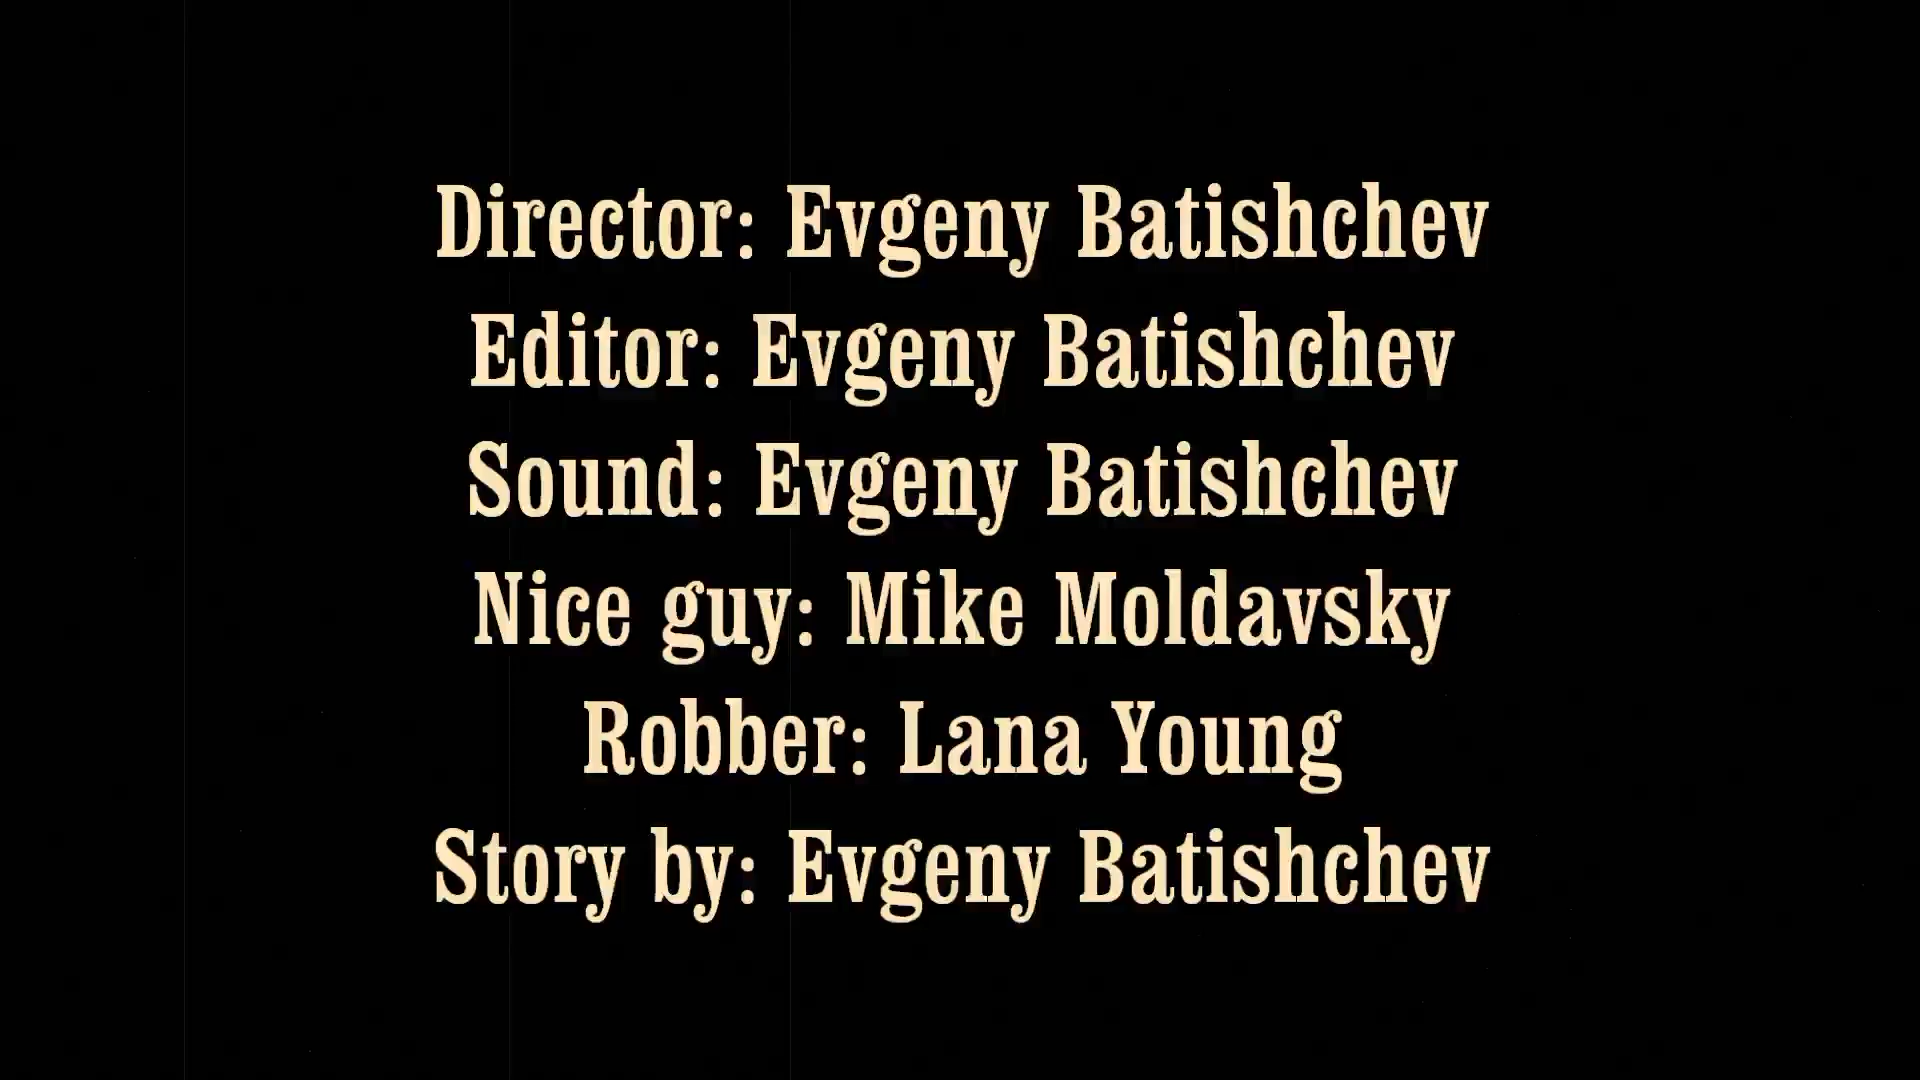 Director: Evgeny Batishchev
Editor: Evgeny Batishchev
Sound: Evgeny Batishchev
Nice guy: Mike Moldavsky
Robber: Lana Young
Story by: Evgeny Batishchev